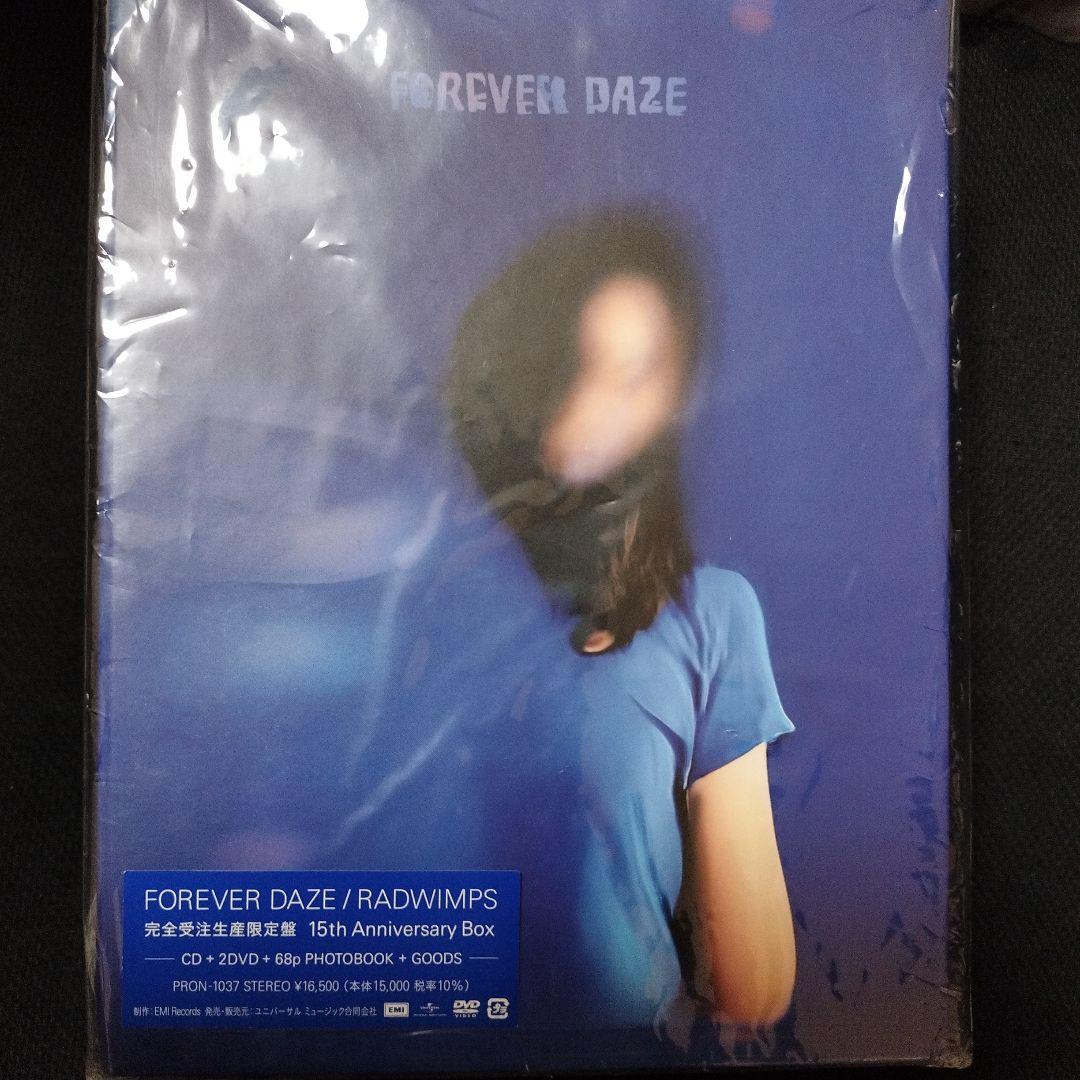 FOREVER DAZE
FOREVER DAZE / RADWIMPS
完全受注生産限定盤 15th Anniversary Box
CD + 2DVD + 68p PHOTOBOOK + GOODS
PRON-1037 STEREO ¥16,500 (本体15,000 税率10%)
制作:EMI Records 発売・販売元:ユニバーサル ミュージック合同会社 EMI DVD VIDEO